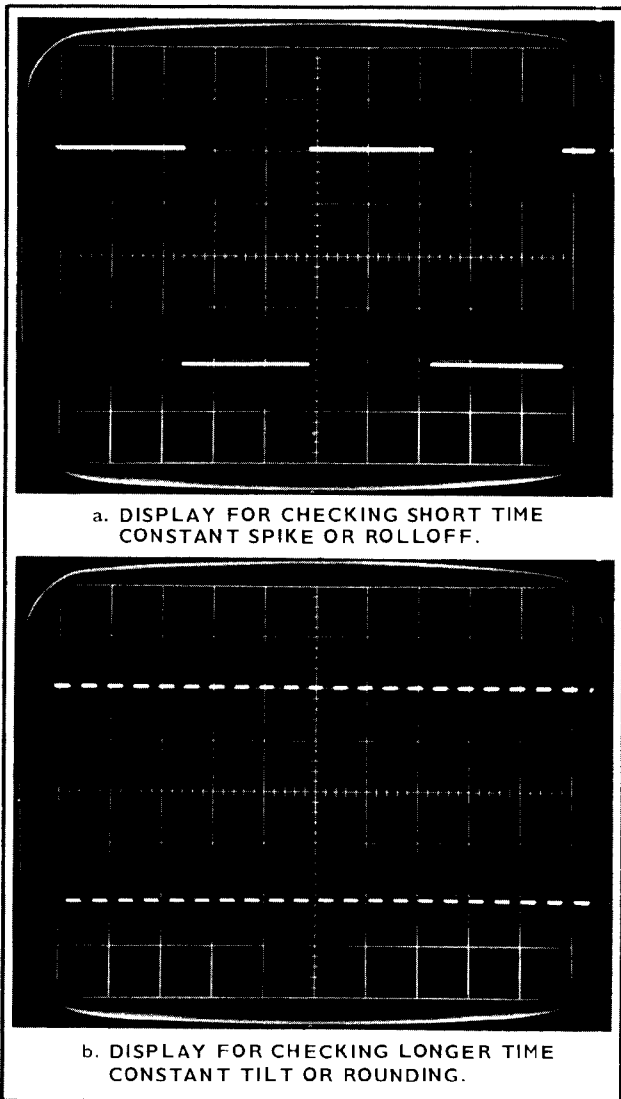 a. DISPLAY FOR CHECKING SHORT TIME
CONSTANT SPIKE OR ROLLOFF.
b. DISPLAY FOR CHECKING LONGER TIME
CONSTANT TILT OR ROUNDING.